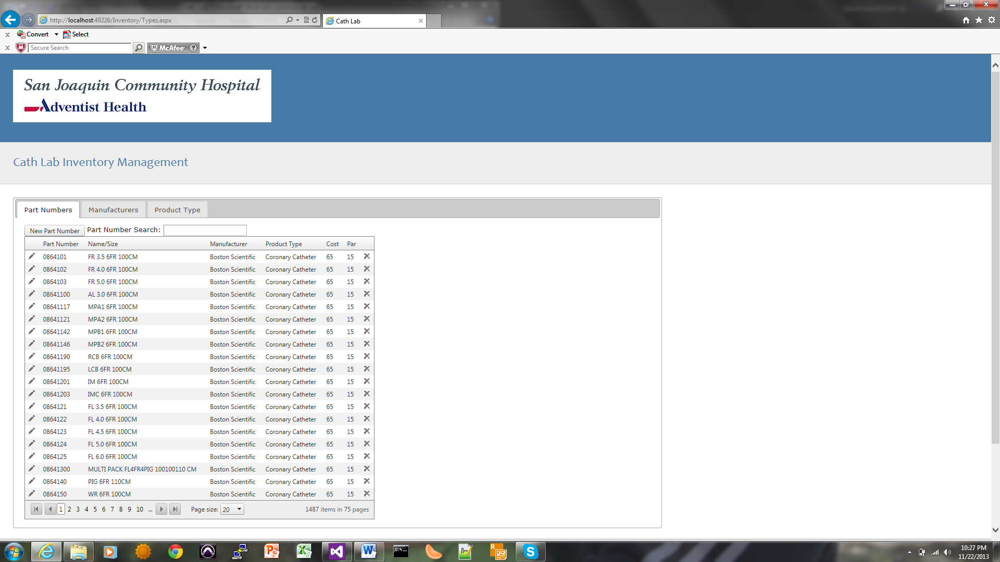 http://localhost:49226/Inventory/Types.aspx
Cath Lab
Convert Select
Secure Search McAfee ?
San Joaquin Community Hospital
Adventist Health
Cath Lab Inventory Management
Part Numbers Manufacturers Product Type
New Part Number Part Number Search:
Part Number Name/Size Manufacturer Product Type Cost Par
0864101 FR 3.5 6FR 100CM Boston Scientific Coronary Catheter 65 15
0864102 FR 4.0 6FR 100CM Boston Scientific Coronary Catheter 65 15
0864103 FR 5.0 6FR 100CM Boston Scientific Coronary Catheter 65 15
08641100 AL 3.0 6FR 100CM Boston Scientific Coronary Catheter 65 15
08641117 MPA1 6FR 100CM Boston Scientific Coronary Catheter 65 15
08641121 MPA2 6FR 100CM Boston Scientific Coronary Catheter 65 15
08641142 MPB1 6FR 100CM Boston Scientific Coronary Catheter 65 15
08641146 MPB2 6FR 100CM Boston Scientific Coronary Catheter 65 15
08641190 RCB 6FR 100CM Boston Scientific Coronary Catheter 65 15
08641195 LCB 6FR 100CM Boston Scientific Coronary Catheter 65 15
08641201 IM 6FR 100CM Boston Scientific Coronary Catheter 65 15
08641203 IMC 6FR 100CM Boston Scientific Coronary Catheter 65 15
0864121 FL 3.5 6FR 100CM Boston Scientific Coronary Catheter 65 15
0864122 FL 4.0 6FR 100CM Boston Scientific Coronary Catheter 65 15
0864123 FL 4.5 6FR 100CM Boston Scientific Coronary Catheter 65 15
0864124 FL 5.0 6FR 100CM Boston Scientific Coronary Catheter 65 15
0864125 FL 6.0 6FR 100CM Boston Scientific Coronary Catheter 65 15
08641300 MULTI PACK FL4FR4PIG 100100110 CM Boston Scientific Coronary Catheter 65 15
0864140 PIG 6FR 110CM Boston Scientific Coronary Catheter 65 15
0864150 WR 6FR 100CM Boston Scientific Coronary Catheter 65 15
1 2 3 4 5 6 7 8 9 10 ... Page size: 20 1487 items in 75 pages
10:27 PM
11/22/2013